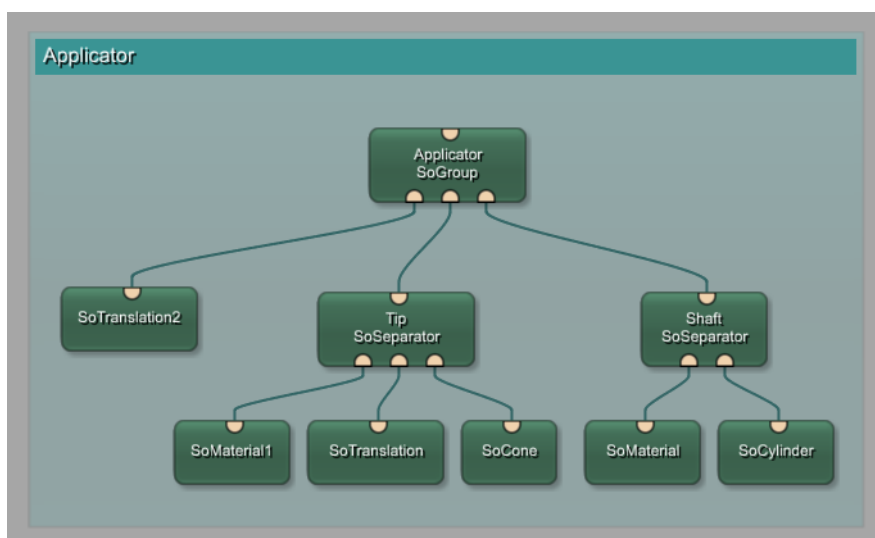 Applicator
Applicator
SoGroup
SoTranslation2
Tip
SoSeparator
Shaft
SoSeparator
SoMaterial1
SoTranslation
SoCone
SoMaterial
SoCylinder